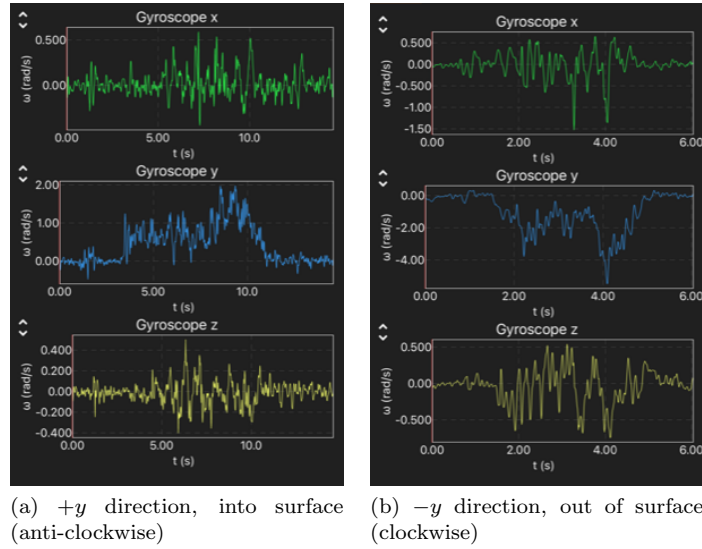 Gyroscope x
0.500
0.00
0.00
5.00
10.0
ω (rad/s)
t (s)
Gyroscope y
2.00
1.00
0.00
0.00
5.00
10.0
ω (rad/s)
t (s)
Gyroscope z
0.400
0.200
0.00
-0.200
-0.400
0.00
5.00
10.0
ω (rad/s)
t (s)
(a) +y direction, into surface
(anti-clockwise)
Gyroscope x
0.500
0.00
-0.500
-1.00
-1.50
0.00
2.00
4.00
6.00
ω (rad/s)
t (s)
Gyroscope y
0.00
-2.00
-4.00
0.00
2.00
4.00
6.00
ω (rad/s)
t (s)
Gyroscope z
0.500
0.00
-0.500
0.00
2.00
4.00
6.00
ω (rad/s)
t (s)
(b) −y direction, out of surface
(clockwise)